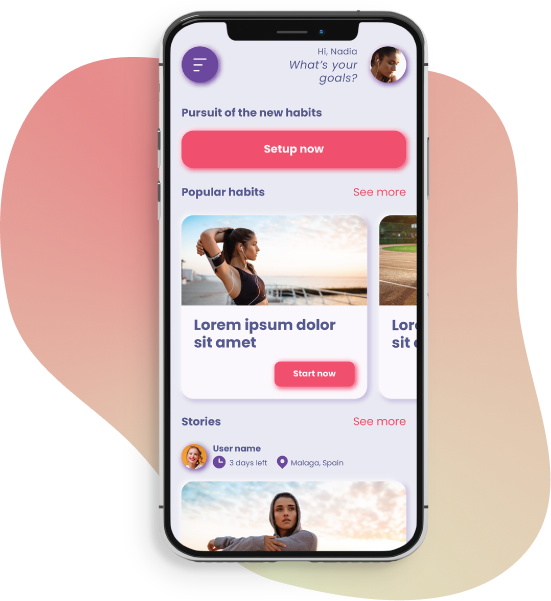 Hi, Nadia
What's your
goals?
Pursuit of the new habits
Setup now
Popular habits
See more
Lorem ipsum dolor
sit amet
Start now
Lor
sit
Stories
See more
User name
3 days left
Malaga, Spain